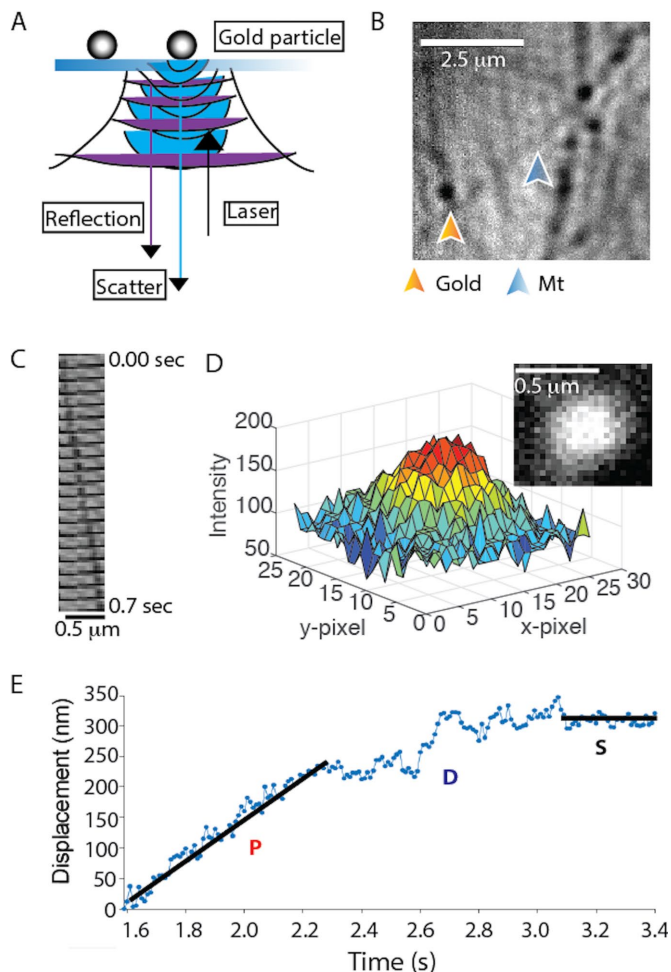 A
Gold particle
Reflection
Laser
Scatter
B
2.5 μm
Gold
Mt
C
0.00 sec
0.7 sec
0.5 μm
D
0.5 μm
200
150
100
50
Intensity
25
20
15
10
5
0
y-pixel
0
5
10
15
20
25
30
x-pixel
E
350
300
250
200
150
100
50
0
Displacement (nm)
P
D
S
1.6
1.8
2.0
2.2
2.4
2.6
2.8
3.0
3.2
3.4
Time (s)